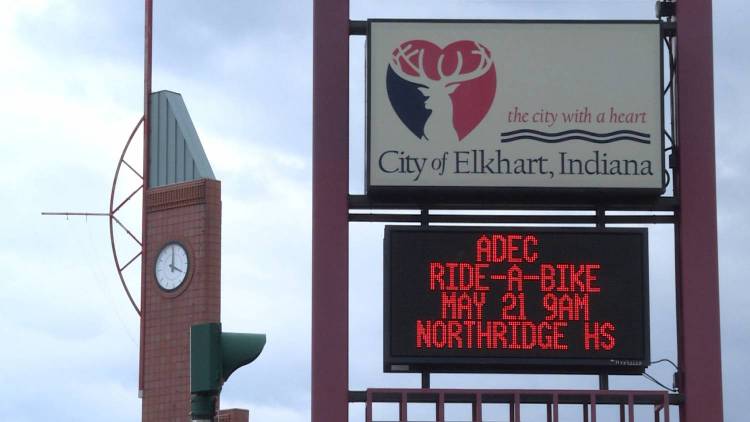 the city with a heart
City of Elkhart, Indiana
ADEC
RIDE-A-BIKE
MAY 21 9AM
NORTHRIDGE HS